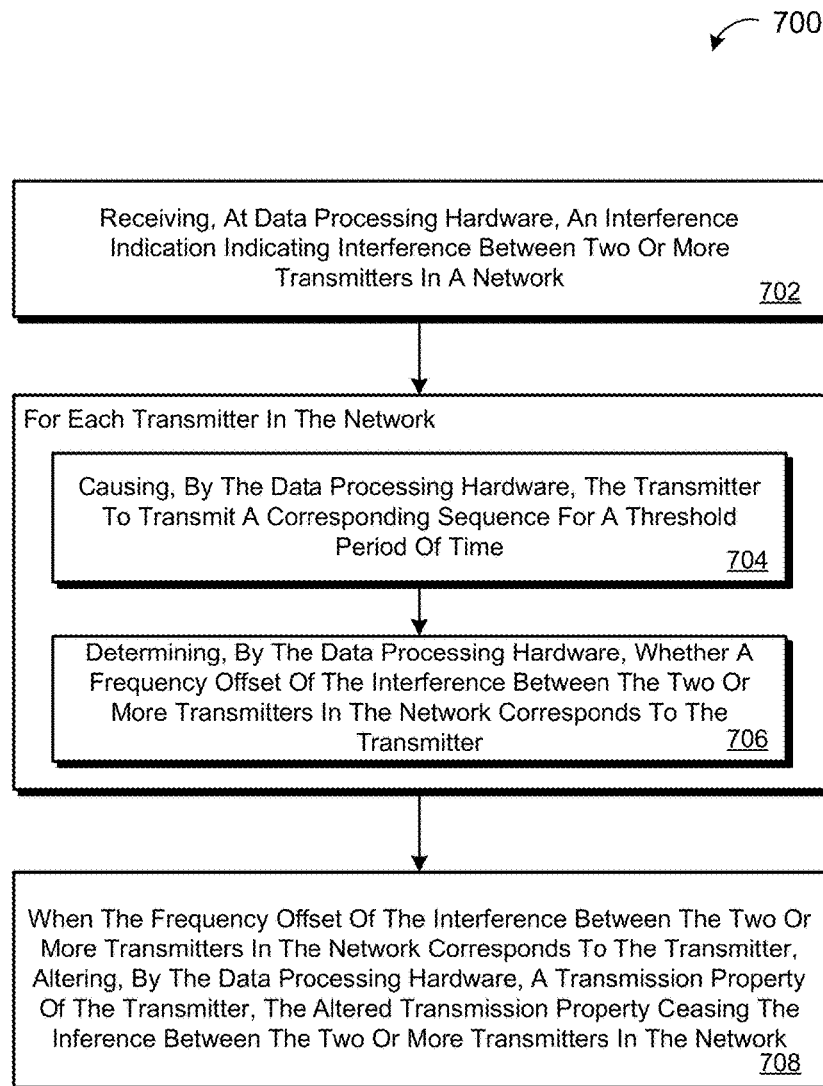 700
Receiving, At Data Processing Hardware, An Interference
Indication Indicating Interference Between Two Or More
Transmitters In A Network
702
For Each Transmitter In The Network
Causing, By The Data Processing Hardware, The Transmitter
To Transmit A Corresponding Sequence For A Threshold
Period Of Time
704
Determining, By The Data Processing Hardware, Whether A
Frequency Offset Of The Interference Between The Two Or
More Transmitters In The Network Corresponds To The
Transmitter
706
When The Frequency Offset Of The Interference Between The Two Or
More Transmitters In The Network Corresponds To The Transmitter,
Altering, By The Data Processing Hardware, A Transmission Property
Of The Transmitter, The Altered Transmission Property Ceasing The
Inference Between The Two Or More Transmitters In The Network
708